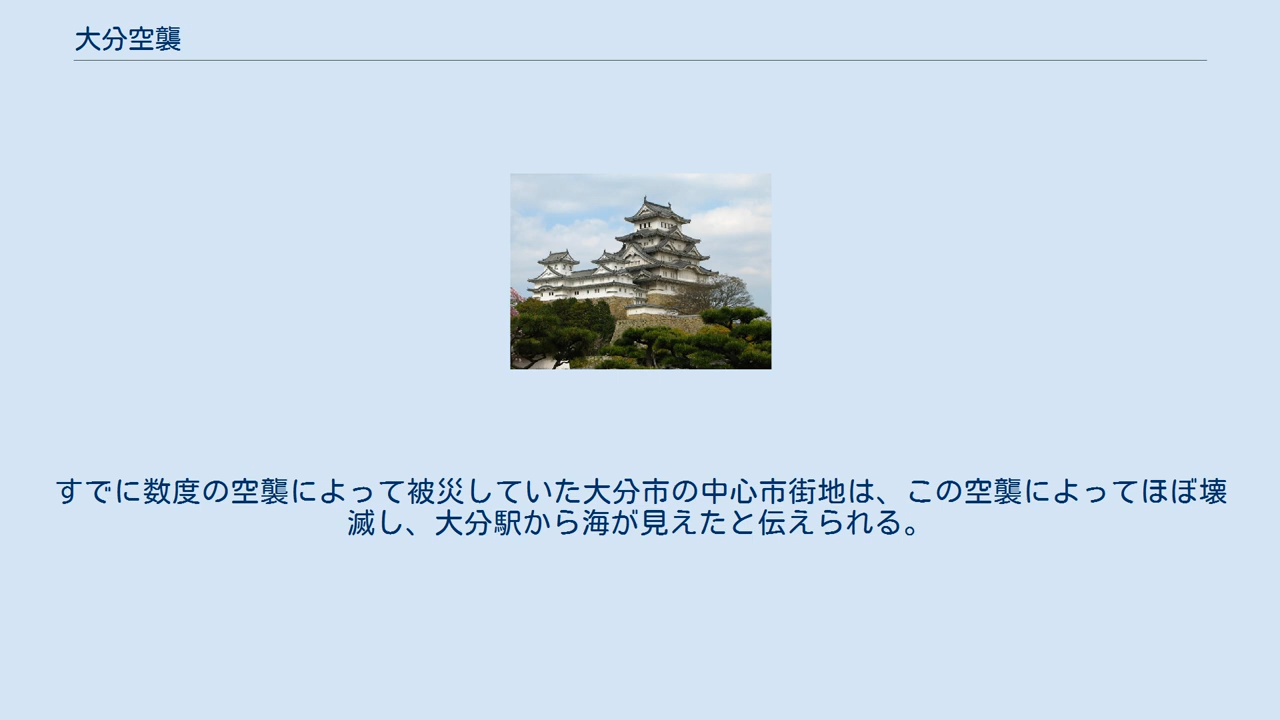 大分空襲
すでに数度の空襲によって被災していた大分市の中心市街地は、この空襲によってほぼ壊
滅し、大分駅から海が見えたと伝えられる。